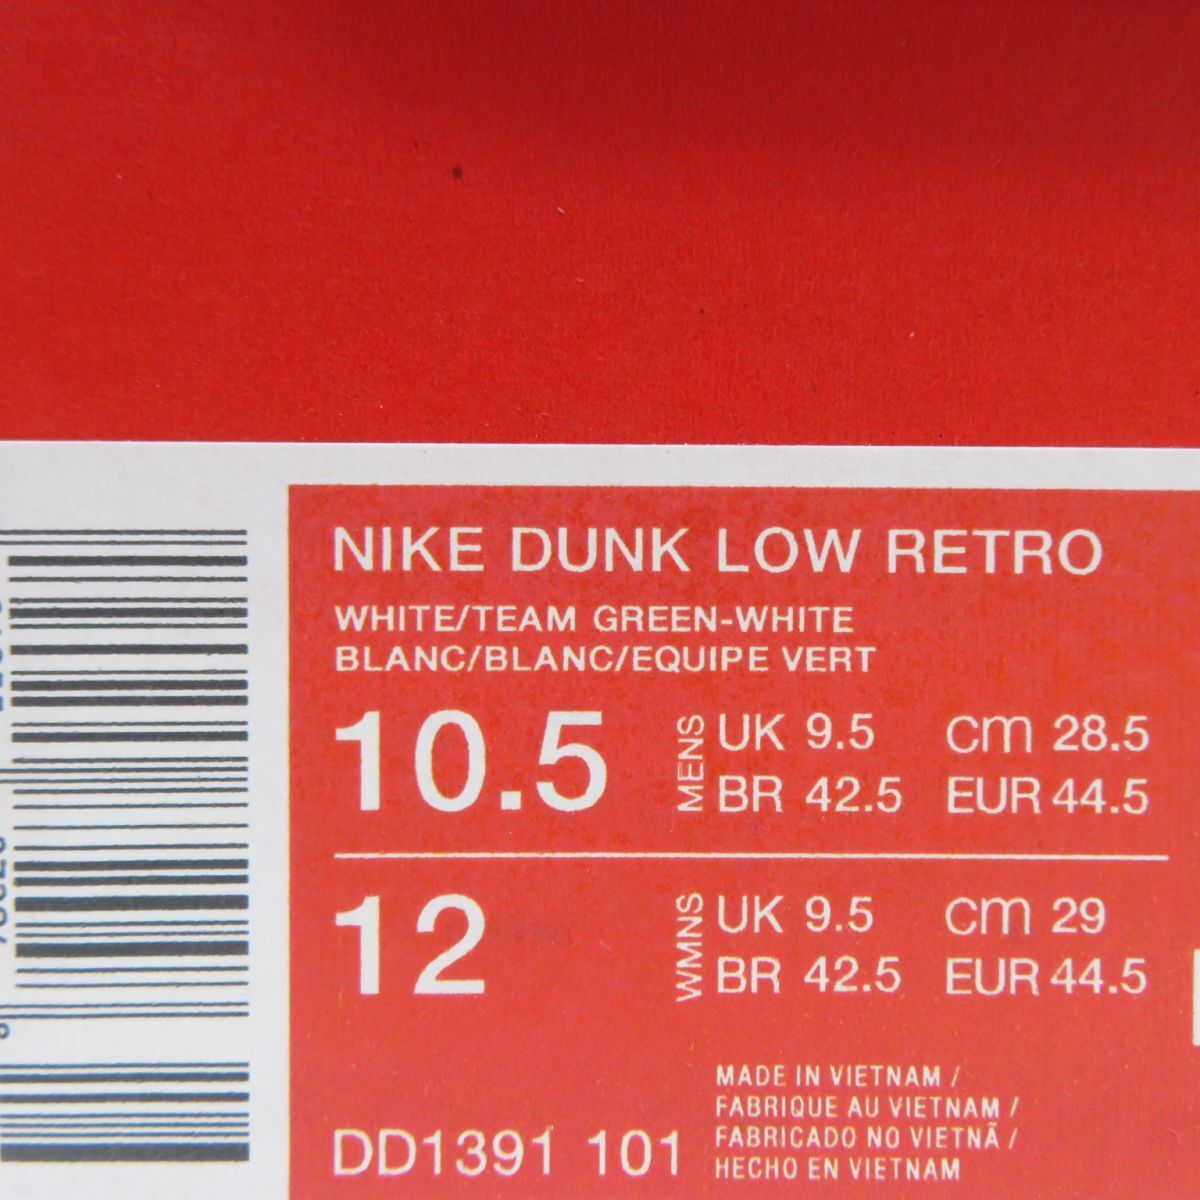 NIKE DUNK LOW RETRO
WHITE/TEAM GREEN-WHITE
BLANC/BLANC/EQUIPE VERT
10.5 MENS UK 9.5 cm 28.5
BR 42.5 EUR 44.5
12 WMNS UK 9.5 cm 29
BR 42.5 EUR 44.5
DD1391 101
MADE IN VIETNAM /
FABRIQUE AU VIETNAM /
FABRICADO NO VIETNÃ /
HECHO EN VIETNAM